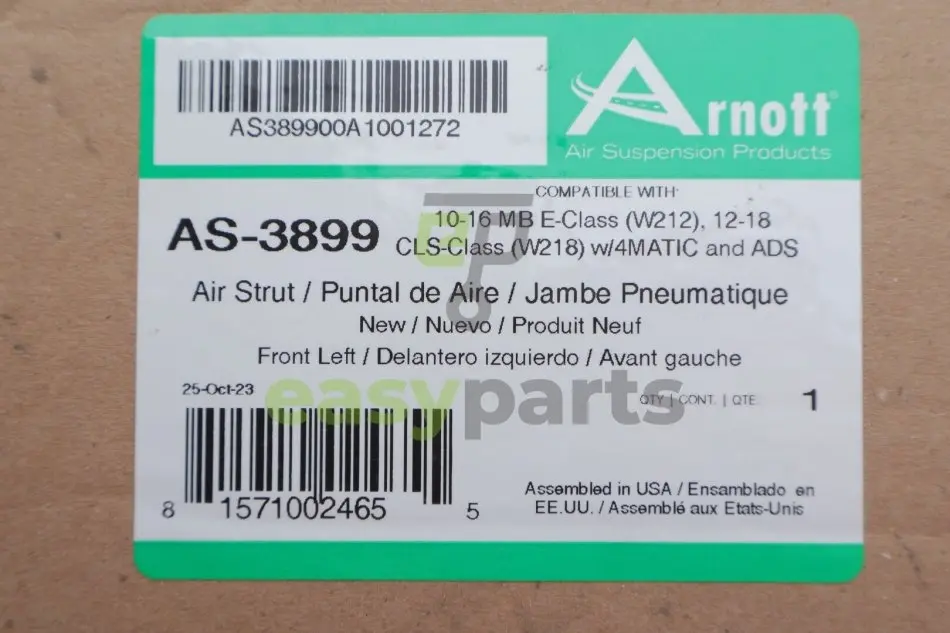 AS389900A1001272
Arnott®
Air Suspension Products
COMPATIBLE WITH:
AS-3899
10-16 MB E-Class (W212), 12-18
CLS-Class (W218) w/4MATIC and ADS
Air Strut / Puntal de Aire / Jambe Pneumatique
New / Nuevo / Produit Neuf
Front Left / Delantero izquierdo / Avant gauche
25-Oct-23
easyparts
QTY | CONT. | QTE 1
8 1571002465 5
Assembled in USA / Ensamblado en
EE.UU. / Assemblé aux Etats-Unis